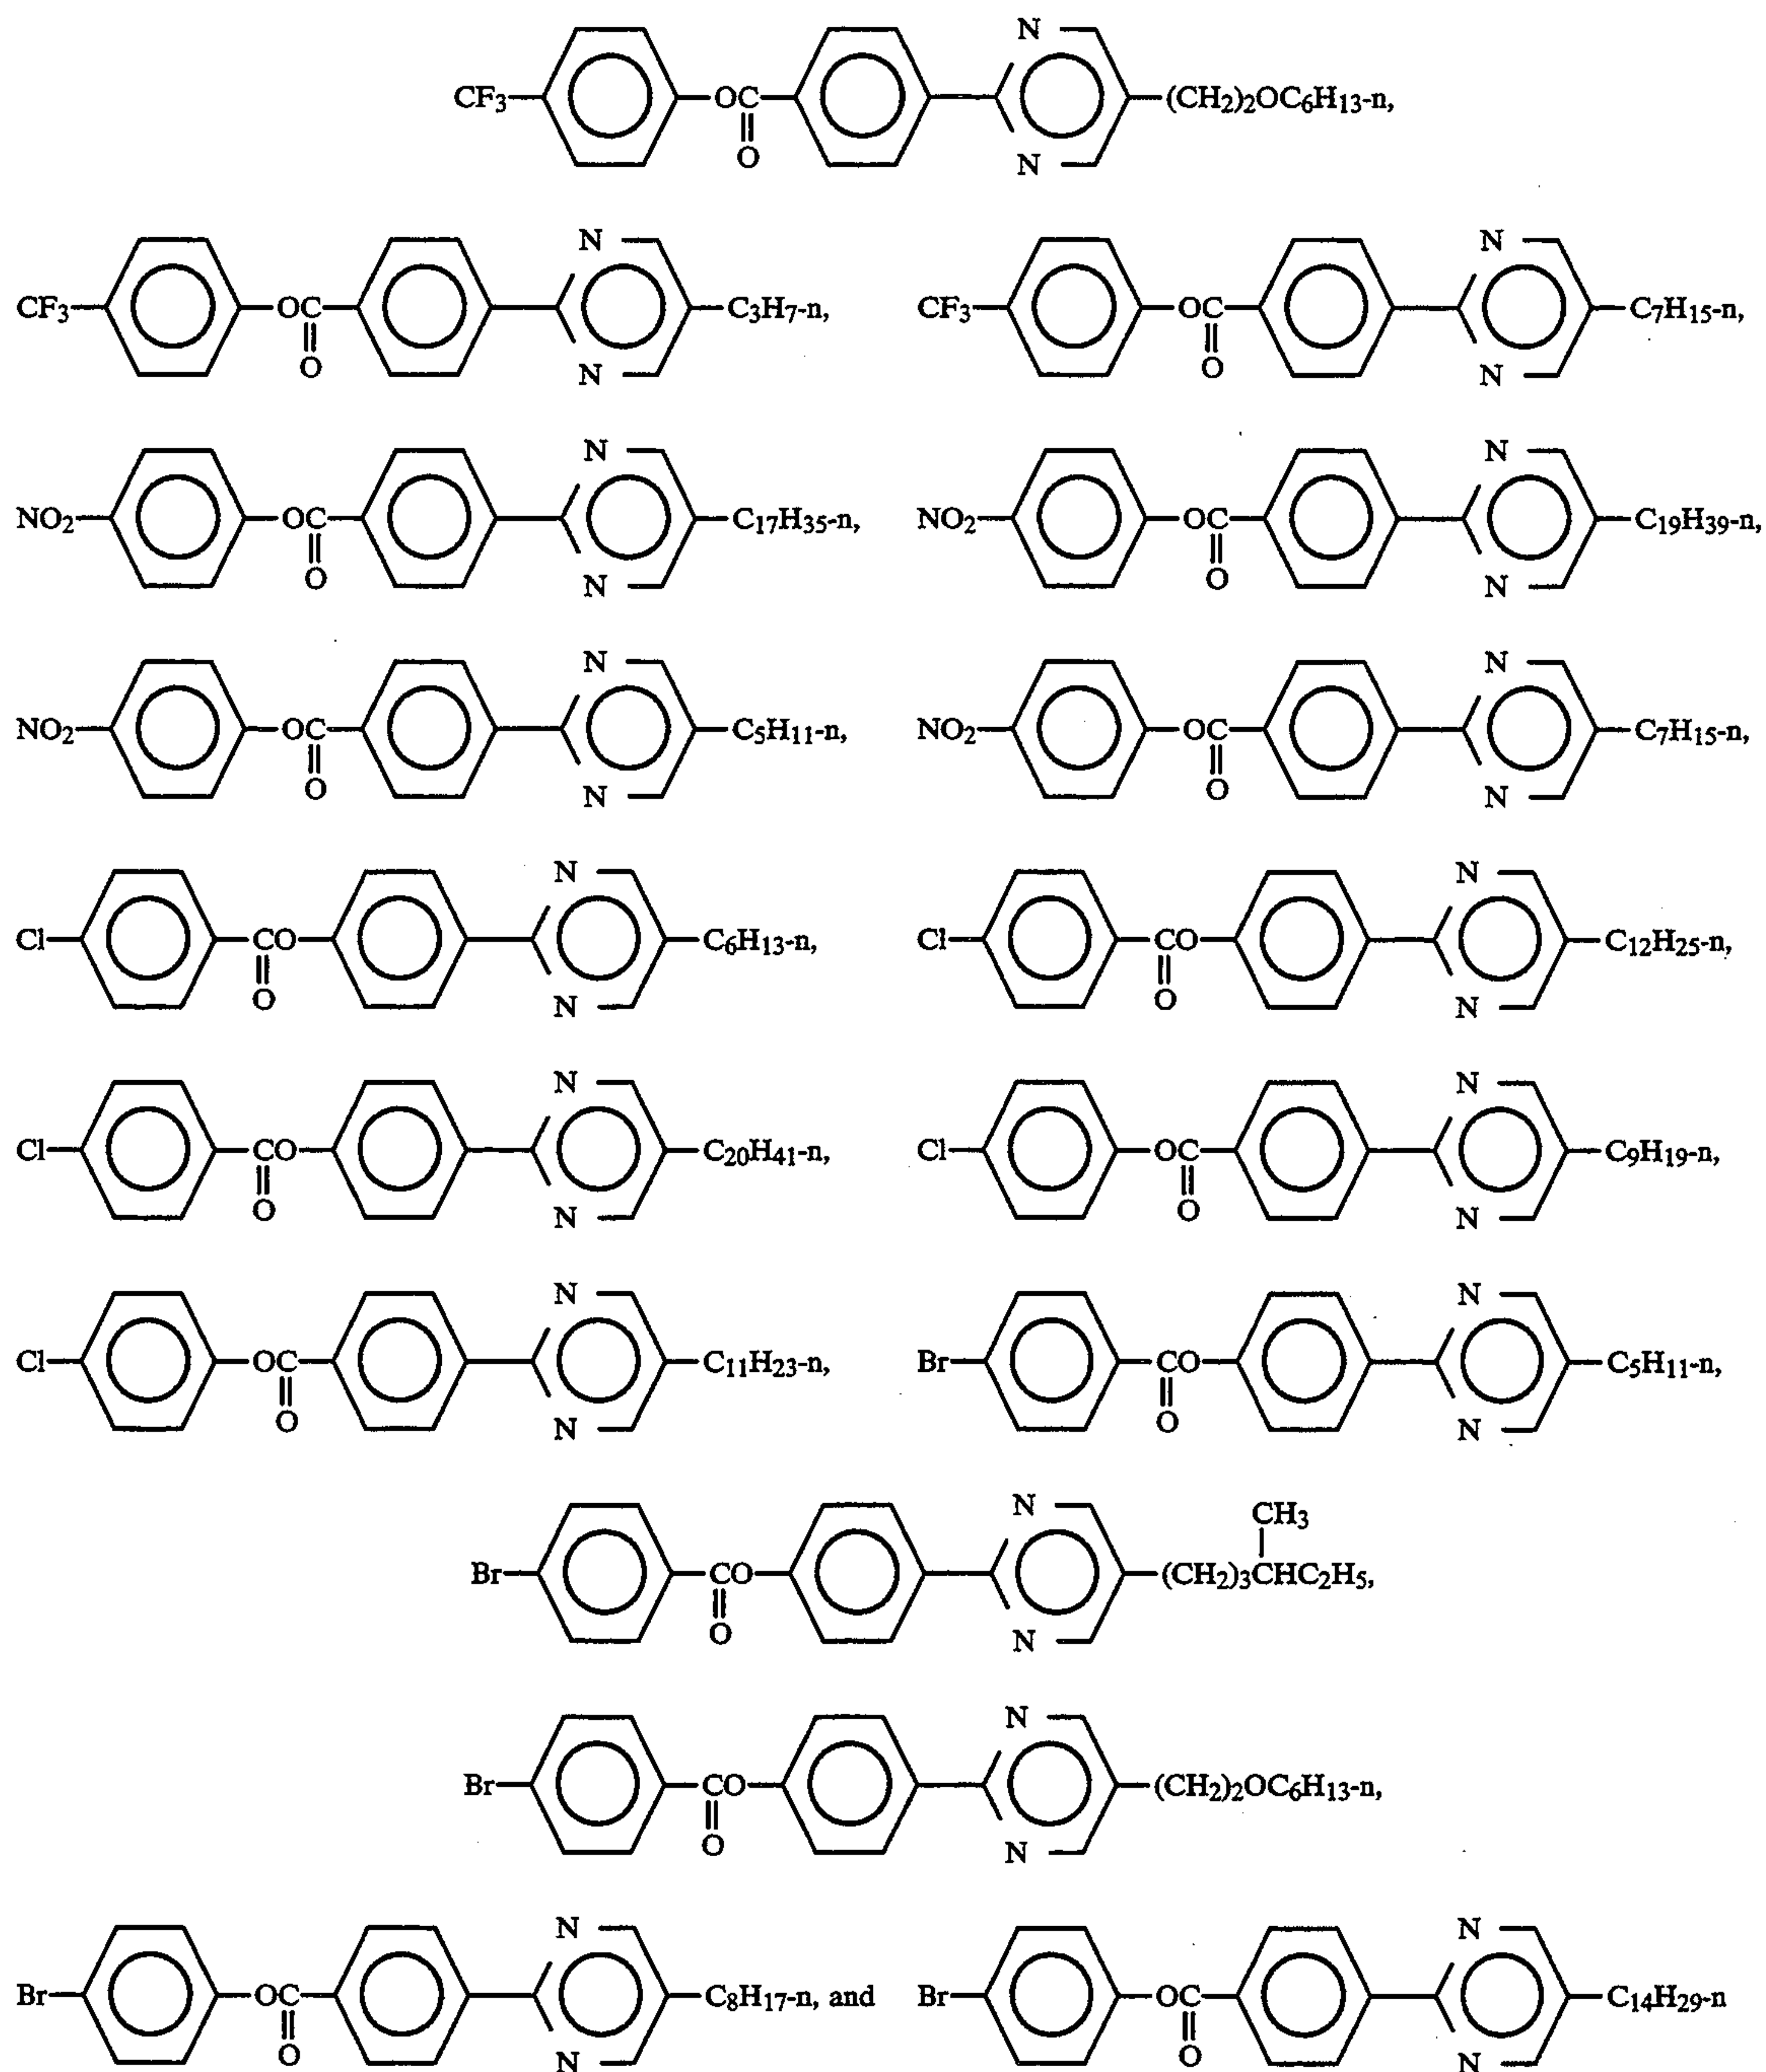 CF3 OC O N N (CH2)2OC6H13-n,
CF3 OC O N N C3H7-n, CF3 OC O N N C7H15-n,
NO2 OC O N N C17H35-n, NO2 OC O N N C19H39-n,
NO2 OC O N N C5H11-n, NO2 OC O N N C7H15-n,
Cl CO O N N C6H13-n, Cl CO O N N C12H25-n,
Cl CO O N N C20H41-n, Cl OC O N N C9H19-n,
Cl OC O N N C11H23-n, Br CO O N N C5H11-n,
CH3
Br CO O N N (CH2)3CHC2H5,
Br CO O N N (CH2)2OC6H13-n,
Br OC O N N C8H17-n, and Br OC O N N C14H29-n